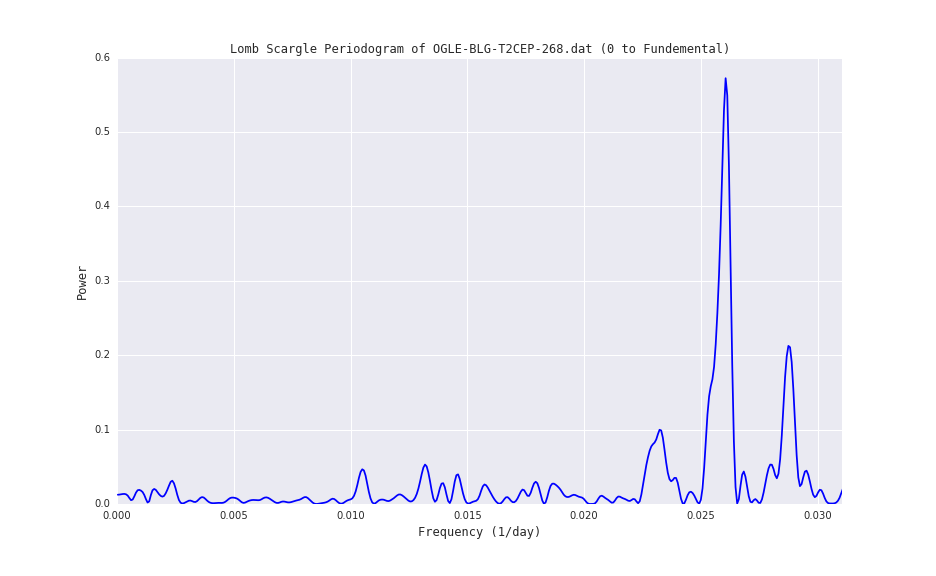 Lomb Scargle Periodogram of OGLE-BLG-T2CEP-268.dat (0 to Fundemental)
0.6
0.5
0.4
0.3
0.2
0.1
0.0
Power
0.000 0.005 0.010 0.015 0.020 0.025 0.030
Frequency (1/day)